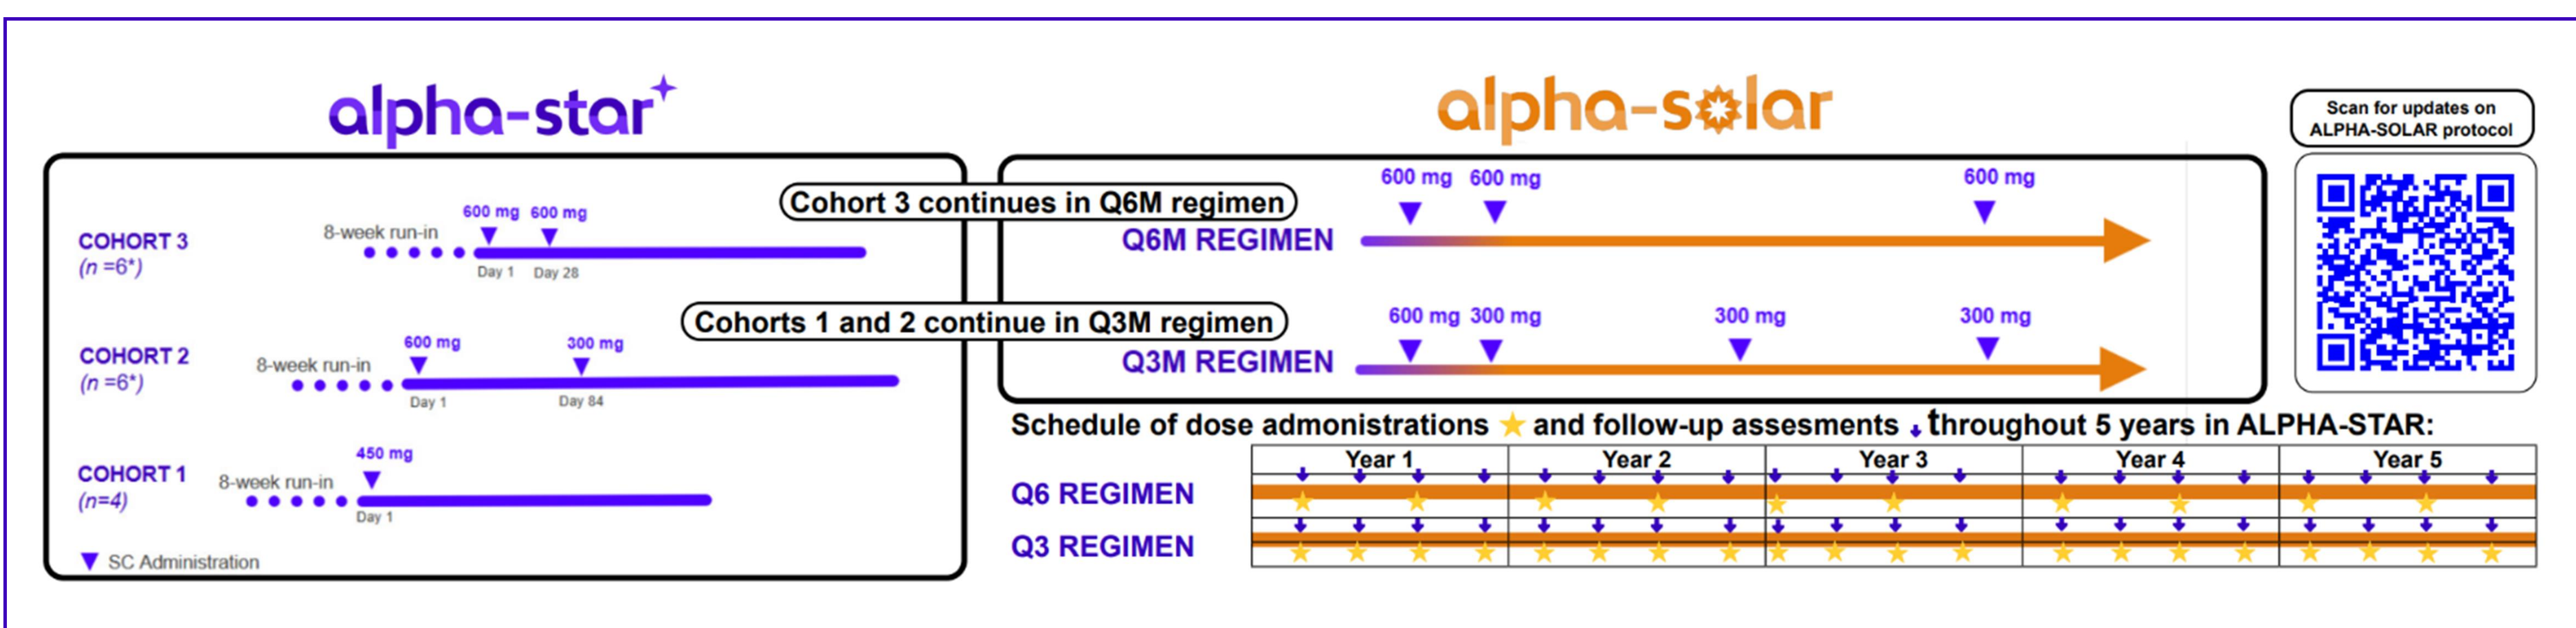 alpha-star
COHORT 3
(n =6*)
8-week run-in
600 mg 600 mg
Day 1 Day 28
COHORT 2
(n =6*)
8-week run-in
600 mg 300 mg
Day 1 Day 84
COHORT 1
(n=4)
8-week run-in
450 mg
Day 1
SC Administration
Cohort 3 continues in Q6M regimen
Cohorts 1 and 2 continue in Q3M regimen
alpha-solar
600 mg 600 mg 600 mg
Q6M REGIMEN
600 mg 300 mg 300 mg 300 mg
Q3M REGIMEN
Scan for updates on
ALPHA-SOLAR protocol
Schedule of dose admonistrations and follow-up assesments throughout 5 years in ALPHA-STAR:
Year 1 Year 2 Year 3 Year 4 Year 5
Q6 REGIMEN
Q3 REGIMEN